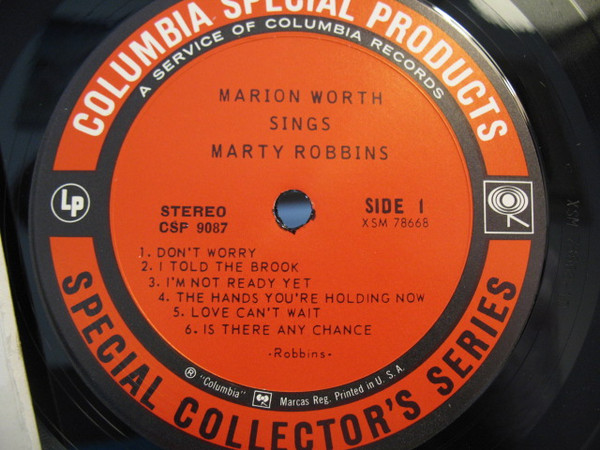 COLUMBIA SPECIAL PRODUCTS
A SERVICE OF COLUMBIA RECORDS
MARION WORTH
SINGS
MARTY ROBBINS
LP
STEREO
CSP 9087
SIDE 1
XSM 78668
1. DON'T WORRY
2. I TOLD THE BROOK
3. I'M NOT READY YET
4. THE HANDS YOU'RE HOLDING NOW
5. LOVE CAN'T WAIT
6. IS THERE ANY CHANCE
-Robbins-
® "Columbia" Marcas Reg. Printed in U. S. A.
SPECIAL COLLECTOR'S SERIES